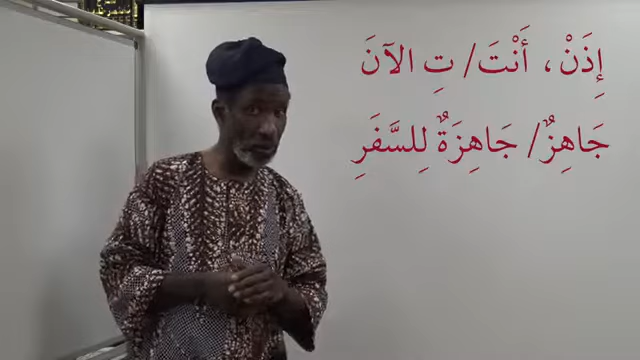 إِذَنْ، أَنْتَ/ تِ الآنَ
جَاهِزٌ/ جَاهِزَةٌ لِلسَّفَرِ